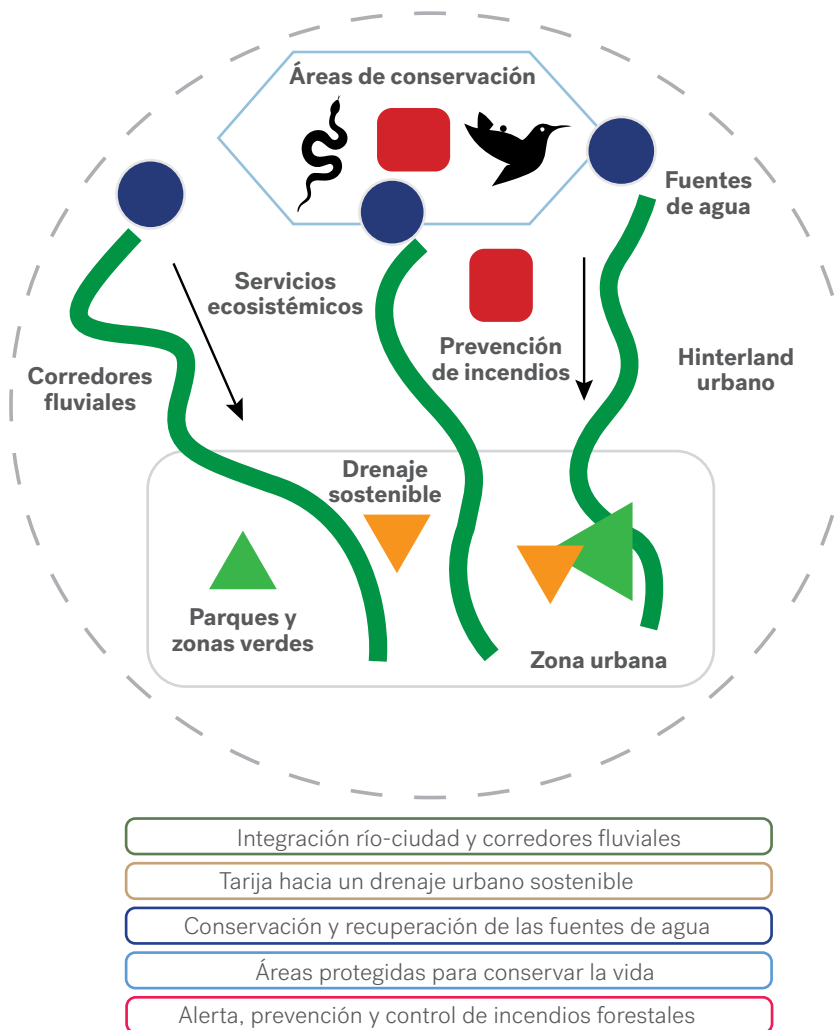 Áreas de conservación
Fuentes
de agua
Servicios
ecosistémicos
Prevención
de incendios
Hinterland
urbano
Corredores
fluviales
Drenaje
sostenible
Parques y
zonas verdes
Zona urbana
Integración río-ciudad y corredores fluviales
Tarija hacia un drenaje urbano sostenible
Conservación y recuperación de las fuentes de agua
Áreas protegidas para conservar la vida
Alerta, prevención y control de incendios forestales